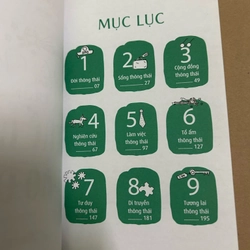 MỤC LỤC
1
Đời thông thái
07
2
Sống thông thái
27
3
Cộng đồng
thông thái
49
4
Nghiên cứu
thông thái
67
5
Làm việc
thông thái
97
6
Tổ ấm
thông thái
127
7
Tư duy
thông thái
147
8
Di truyền
thông thái
181
9
Tương lai
thông thái
195